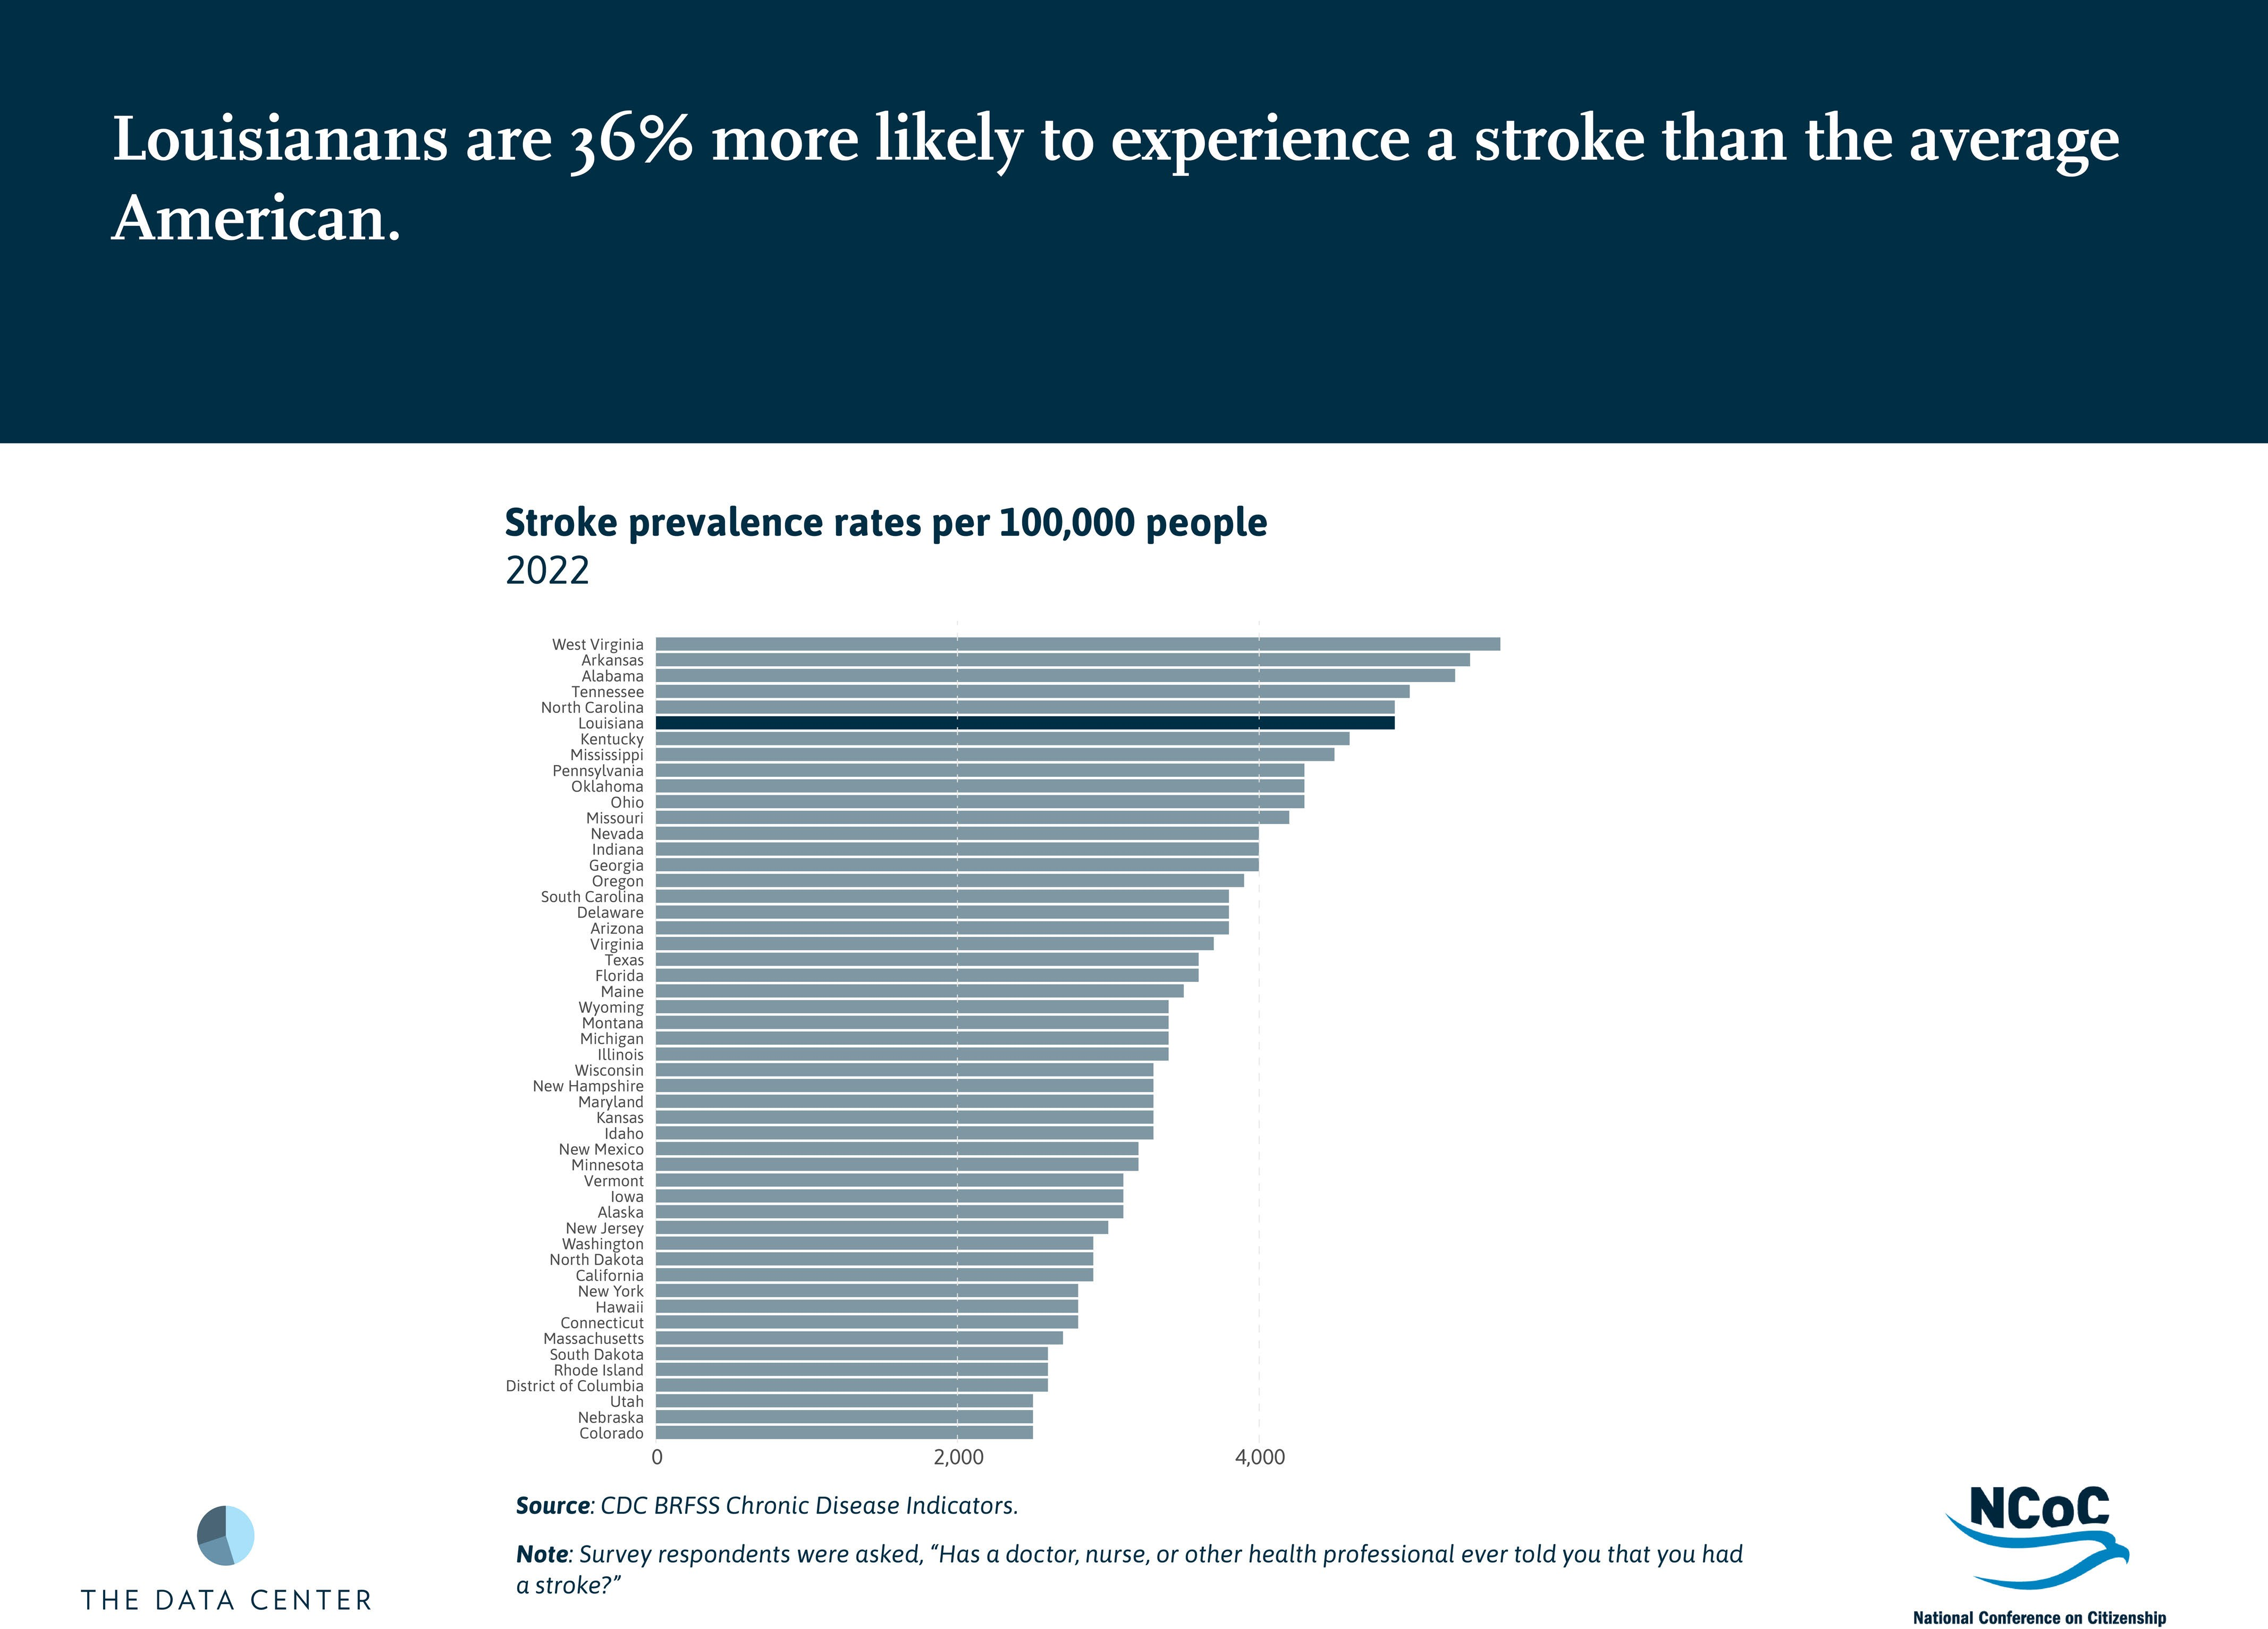 Louisianans are 36% more likely to experience a stroke than the average
American.
Stroke prevalence rates per 100,000 people
2022
West Virginia
Arkansas
Alabama
Tennessee
North Carolina
Louisiana
Kentucky
Mississippi
Pennsylvania
Oklahoma
Ohio
Missouri
Nevada
Indiana
Georgia
Oregon
South Carolina
Delaware
Arizona
Virginia
Texas
Florida
Maine
Wyoming
Montana
Michigan
Illinois
Wisconsin
New Hampshire
Maryland
Kansas
Idaho
New Mexico
Minnesota
Vermont
Iowa
Alaska
New Jersey
Washington
North Dakota
California
New York
Hawaii
Connecticut
Massachusetts
South Dakota
Rhode Island
District of Columbia
Utah
Nebraska
Colorado
0 2,000 4,000
Source: CDC BRFSS Chronic Disease Indicators.
Note: Survey respondents were asked, “Has a doctor, nurse, or other health professional ever told you that you had
a stroke?”
THE DATA CENTER
NCoC
National Conference on Citizenship